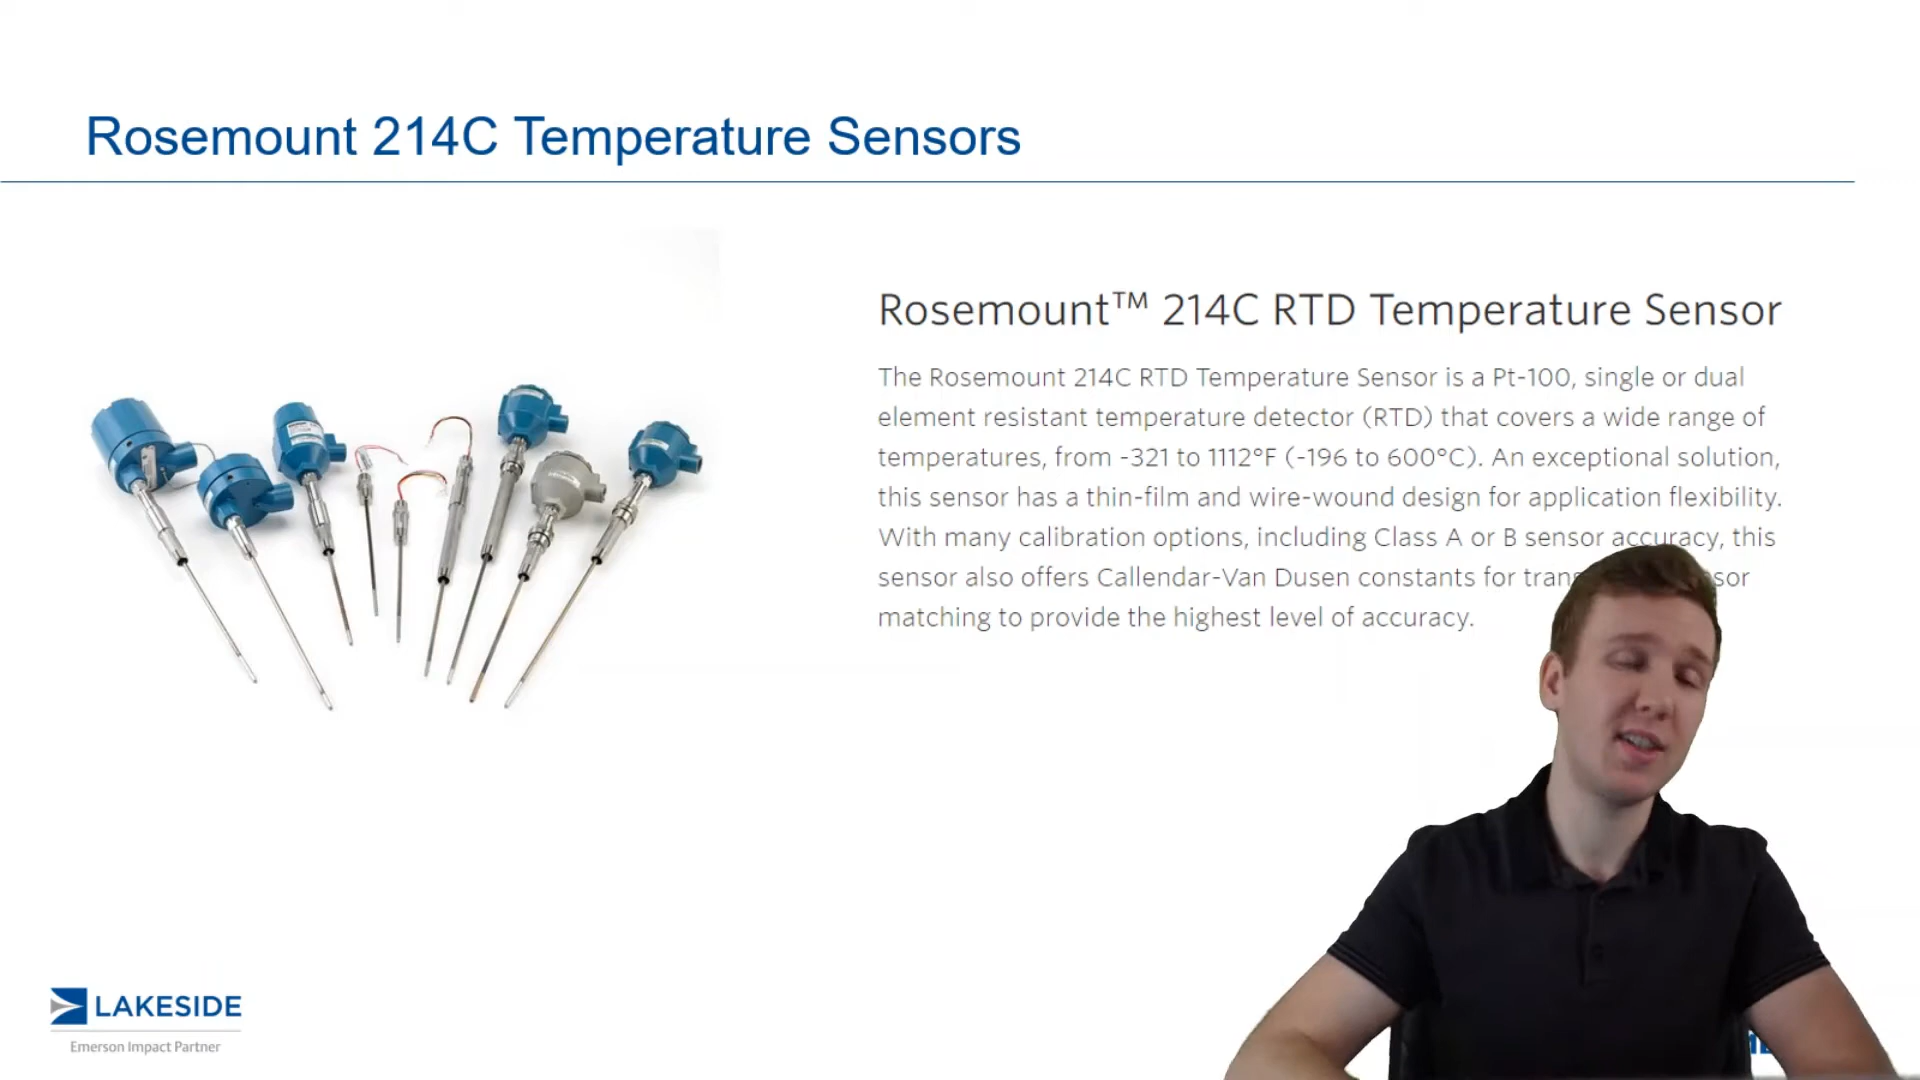 Rosemount 214C Temperature Sensors
Rosemount™ 214C RTD Temperature Sensor
The Rosemount 214C RTD Temperature Sensor is a Pt-100, single or dual
element resistant temperature detector (RTD) that covers a wide range of
temperatures, from -321 to 1112°F (-196 to 600°C). An exceptional solution,
this sensor has a thin-film and wire-wound design for application flexibility.
With many calibration options, including Class A or B sensor accuracy, this
sensor also offers Callendar-Van Dusen constants for
matching to provide the highest level of accuracy.
LAKESIDE
Emerson Impact Partner